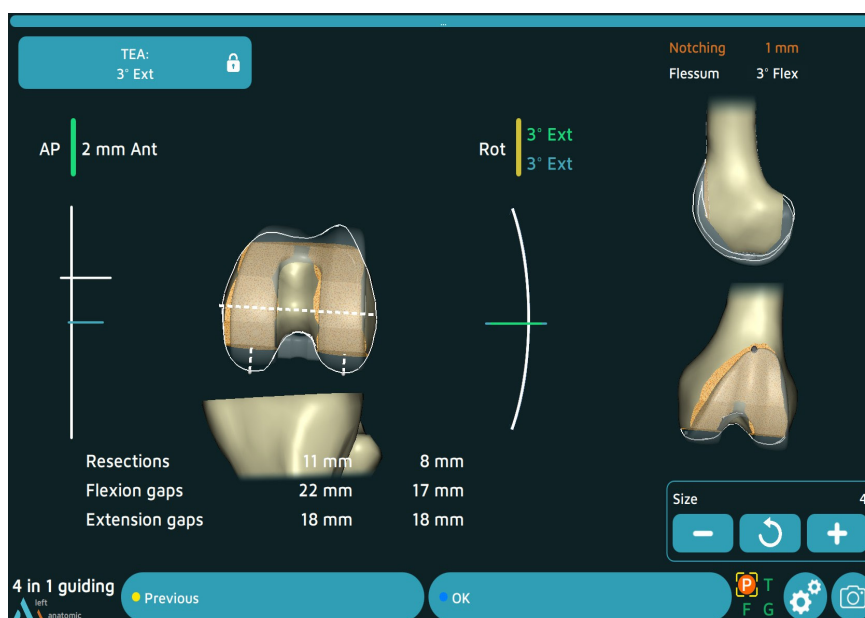 ...
TEA:
3° Ext
Notching 1 mm
Flessum 3° Flex
AP 2 mm Ant
Rot 3° Ext
3° Ext
Resections 11 mm 8 mm
Flexion gaps 22 mm 17 mm
Extension gaps 18 mm 18 mm
Size 4
4 in 1 guiding
left
anatomic
Previous
OK
P T
F G